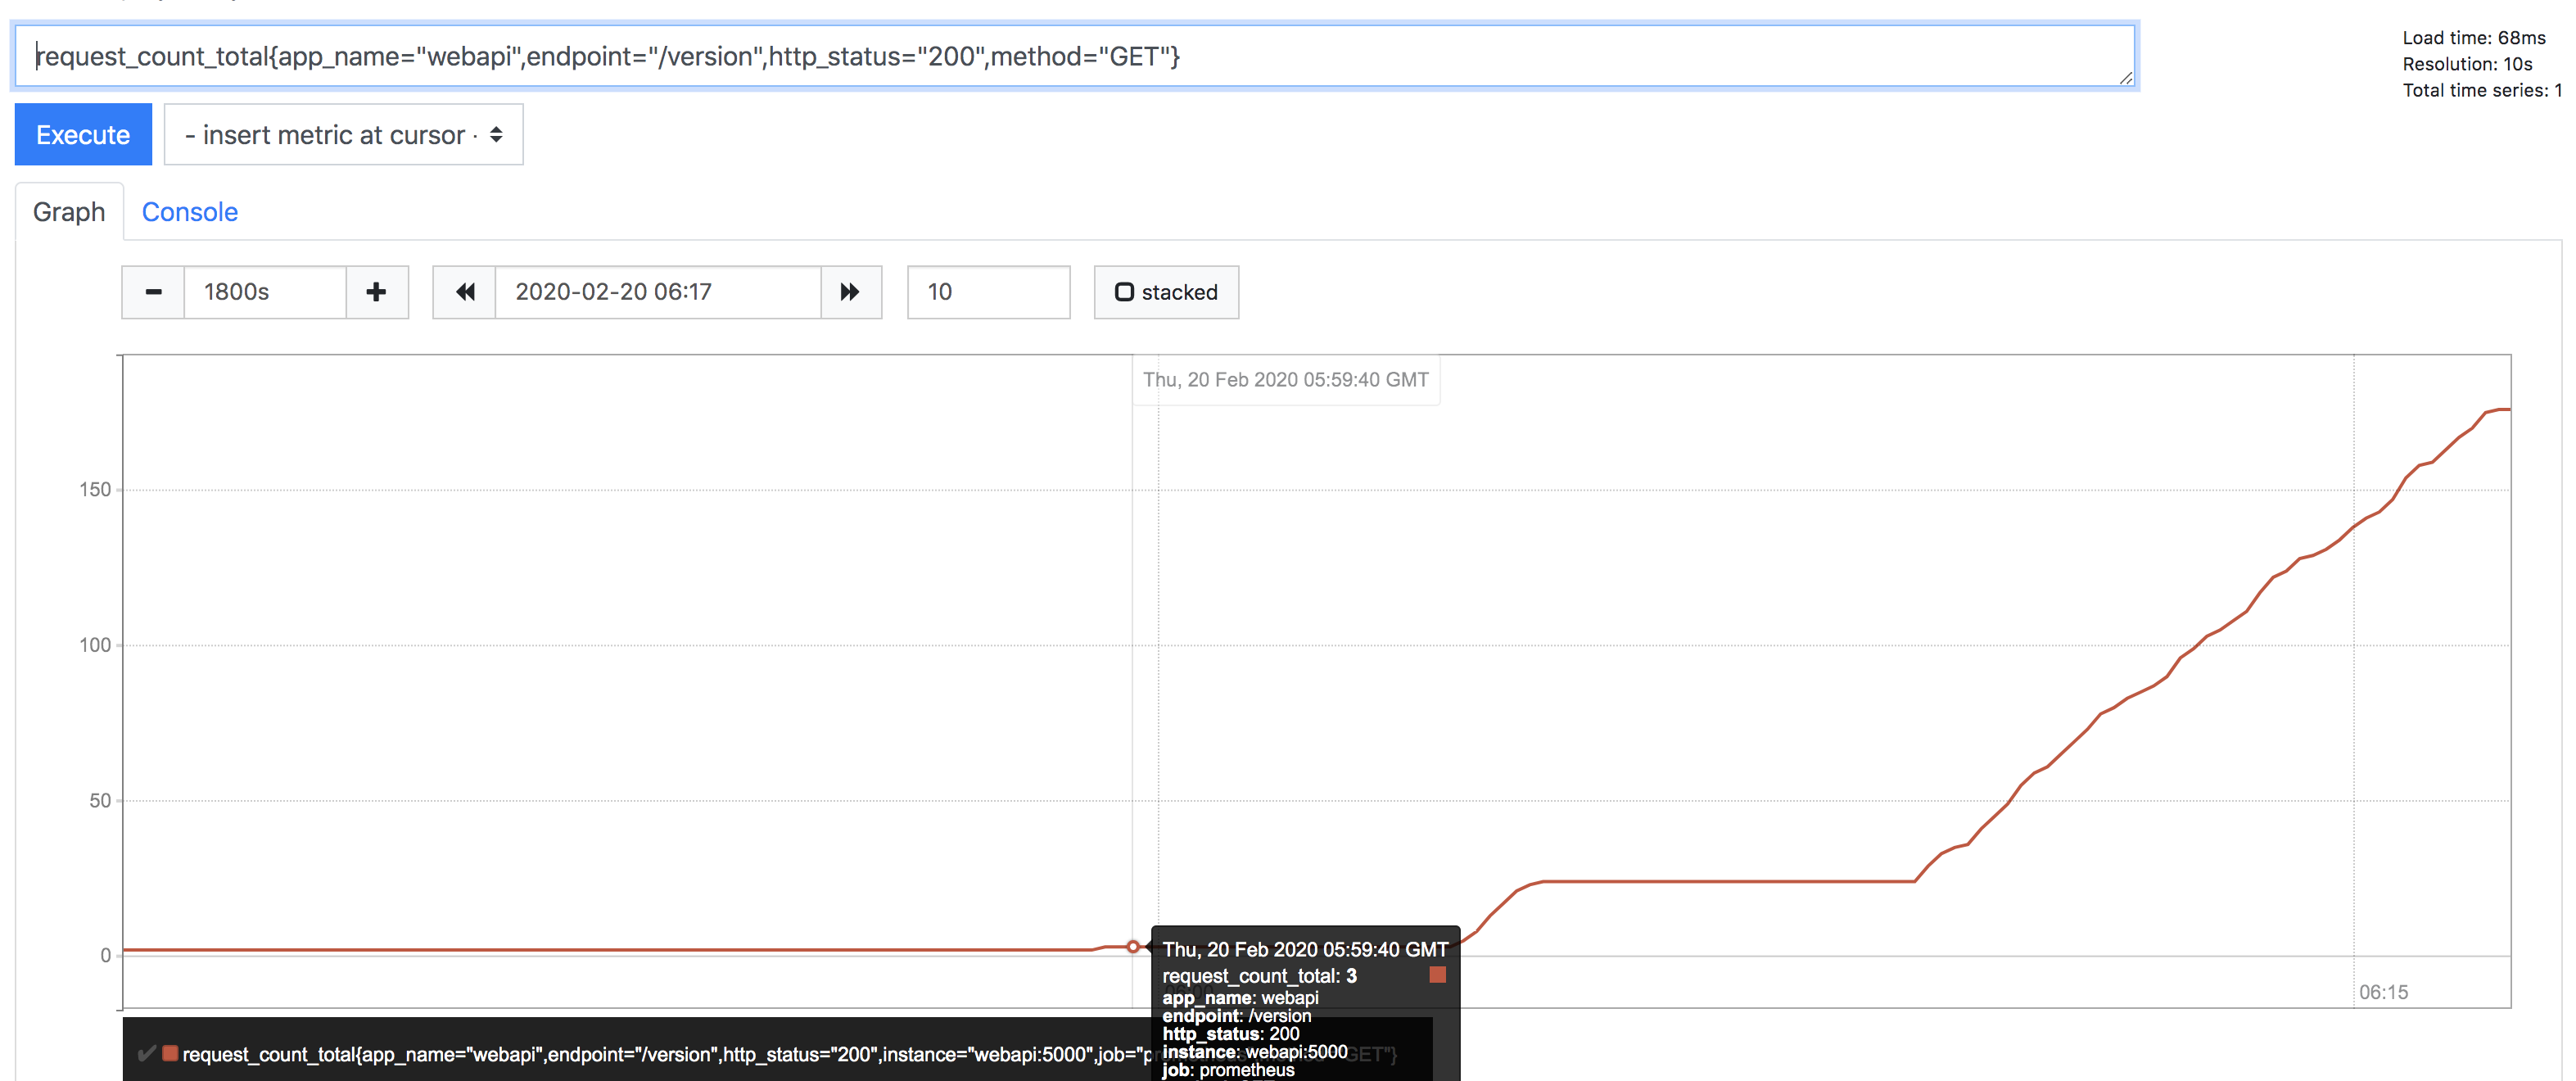 request_count_total{app_name="webapi",endpoint="/version",http_status="200",method="GET"}
Load time: 68ms
Resolution: 10s
Total time series: 1
Execute
- insert metric at cursor -
Graph
Console
1800s
2020-02-20 06:17
10
stacked
Thu, 20 Feb 2020 05:59:40 GMT
150
100
50
0
06:00
06:15
Thu, 20 Feb 2020 05:59:40 GMT
request_count_total: 3
app_name: webapi
endpoint: /version
http_status: 200
instance: webapi:5000
job: prometheus
request_count_total{app_name="webapi",endpoint="/version",http_status="200",instance="webapi:5000",job="prometheus",method="GET"}